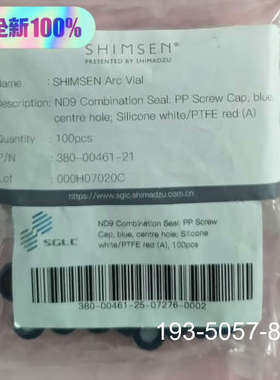 全新100%
SHIMSEN®
PRESENTED BY SHIMADZU
Name : SHIMSEN Arc Vial
Description: ND9 Combination Seal: PP Screw Cap, blue,
centre hole; Silicone white/PTFE red (A)
Quantity : 100pcs
P/N : 380-00461-21
Lot : 000H07020C
https://www.sglc.shimadzu.com.cn
ND9 Combination Seal: PP Screw
Cap, blue, centre hole; Silicone
white/PTFE red (A), 100pcs
SGLC
380-00461-25-07276-0002
193-5057-8